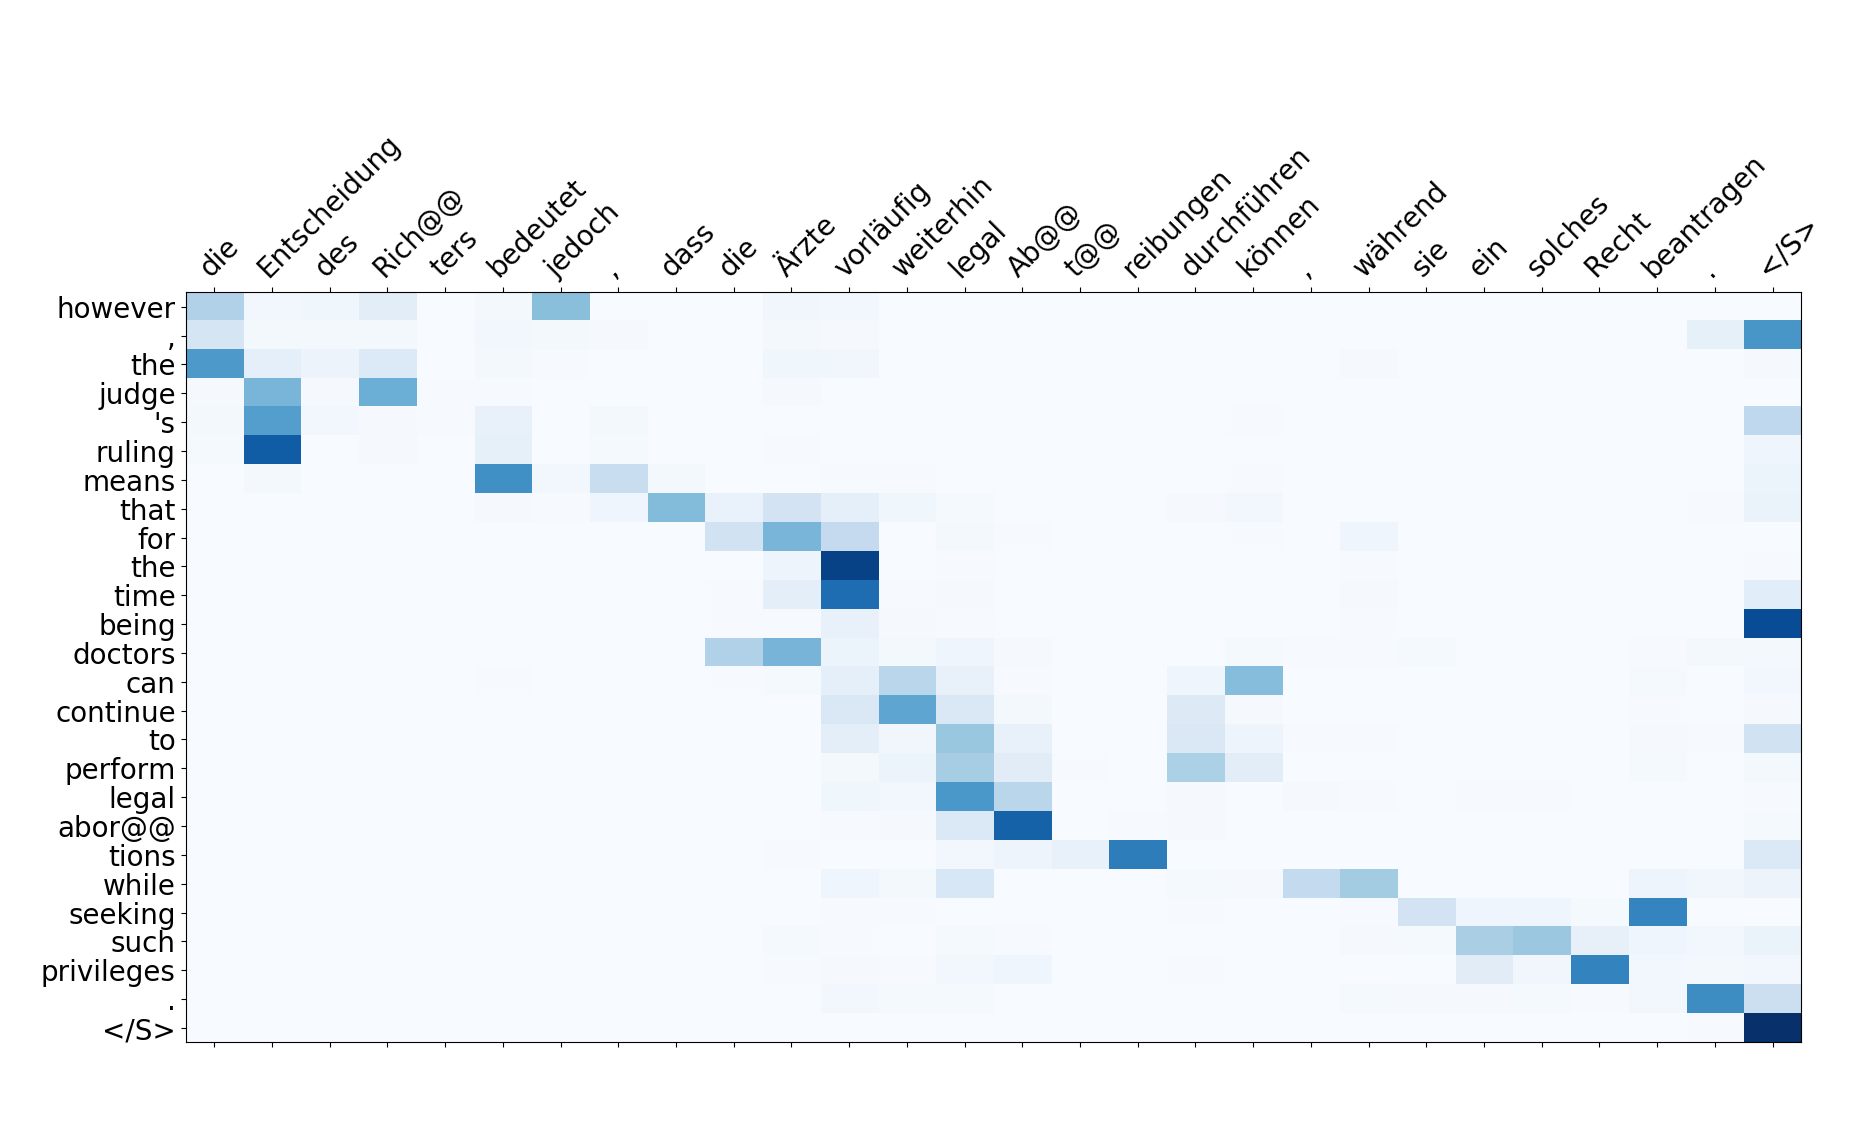 die Entscheidung des Rich@@ ters bedeutet jedoch , dass die Ärzte vorläufig weiterhin legal Ab@@ t@@ reibungen durchführen können , während sie ein solches Recht beantragen . </S>
however
,
the
judge
's
ruling
means
that
for
the
time
being
doctors
can
continue
to
perform
legal
abor@@
tions
while
seeking
such
privileges
.
</S>